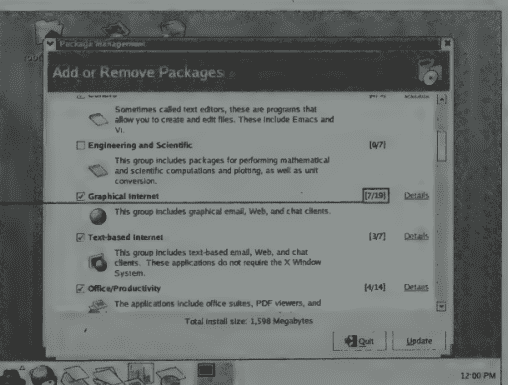 Package management
Add or Remove Packages
Sometimes called text editors, these are programs that
allow you to create and edit files. These include Emacs and
Vi.
Engineering and Scientific [0/7]
This group includes packages for performing mathematical
and scientific computations and plotting, as well as unit
conversion.
Graphical Internet [7/19] Details
This group includes graphical email, Web, and chat clients.
Text-based Internet [3/7] Details
This group includes text-based email, Web, and chat
clients. These applications do not require the X Window
System.
Office/Productivity [4/14] Details
The applications include office suites, PDF viewers, and
Total install size: 1,598 Megabytes
Quit Update
12:00 PM